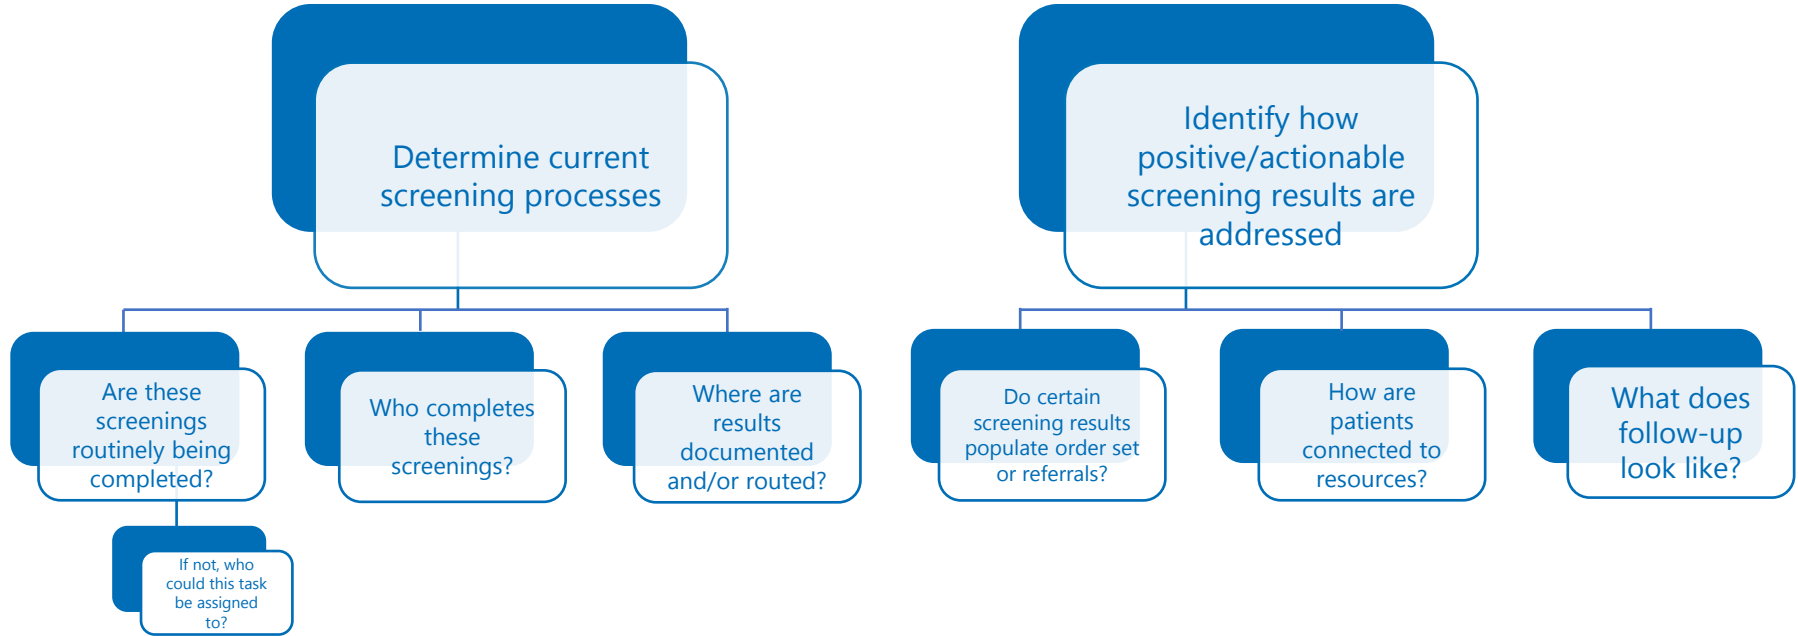 Determine current
screening processes
Identify how
positive/actionable
screening results are
addressed
Are these
screenings
routinely being
completed?
Who completes
these
screenings?
Where are
results
documented
and/or routed?
Do certain
screening results
populate order set
or referrals?
How are
patients
connected to
resources?
What does
follow-up
look like?
If not, who
could this task
be assigned
to?